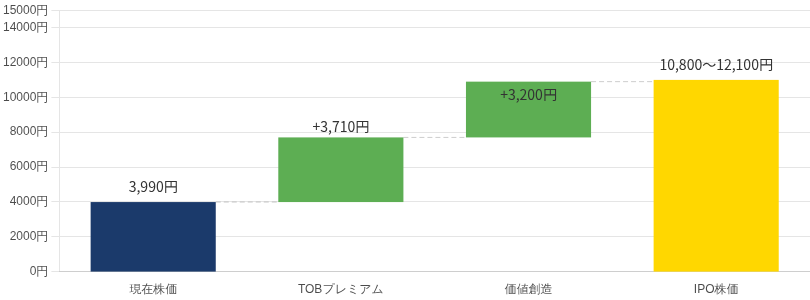 15000円
14000円
12000円
10000円
8000円
6000円
4000円
2000円
0円
3,990円
+3,710円
+3,200円
10,800〜12,100円
現在株価
TOBプレミアム
価値創造
IPO株価